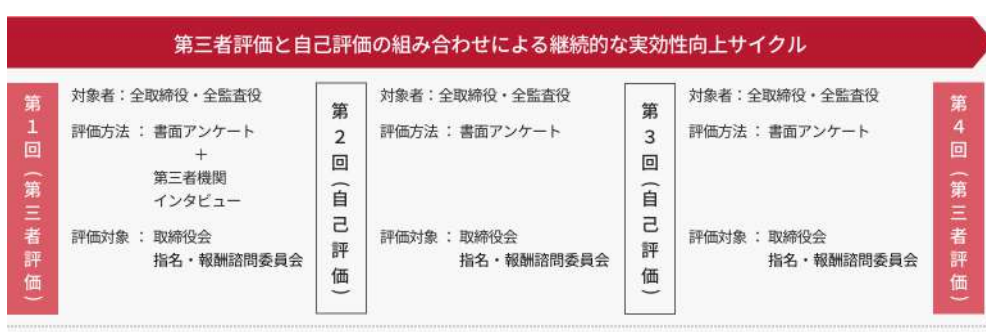 第三者評価と自己評価の組み合わせによる継続的な実効性向上サイクル
第1回(第三者評価)
対象者：全取締役・全監査役
評価方法 ： 書面アンケート
＋
第三者機関
インタビュー
評価対象 ： 取締役会
指名・報酬諮問委員会
第2回(自己評価)
対象者：全取締役・全監査役
評価方法 ： 書面アンケート
評価対象 ： 取締役会
指名・報酬諮問委員会
第3回(自己評価)
対象者：全取締役・全監査役
評価方法 ： 書面アンケート
評価対象 ： 取締役会
指名・報酬諮問委員会
第4回(第三者評価)